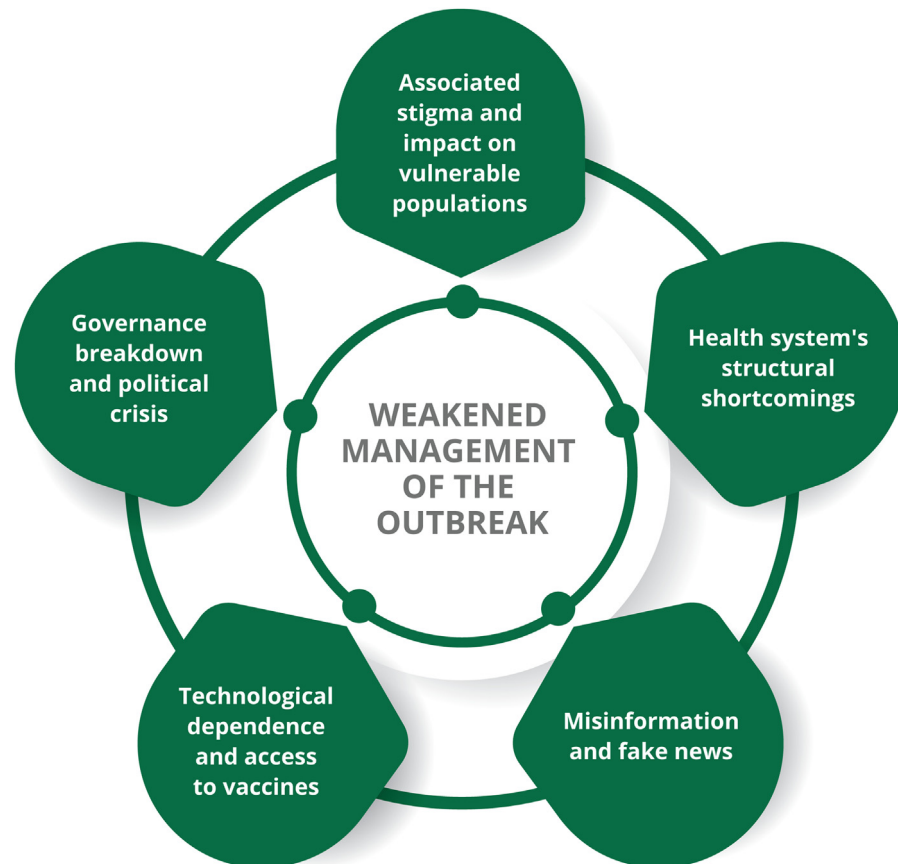 Associated
stigma and
impact on
vulnerable
populations
Health system's
structural
shortcomings
Misinformation
and fake news
Technological
dependence
and access
to vaccines
Governance
breakdown
and political
crisis
WEAKENED
MANAGEMENT
OF THE
OUTBREAK